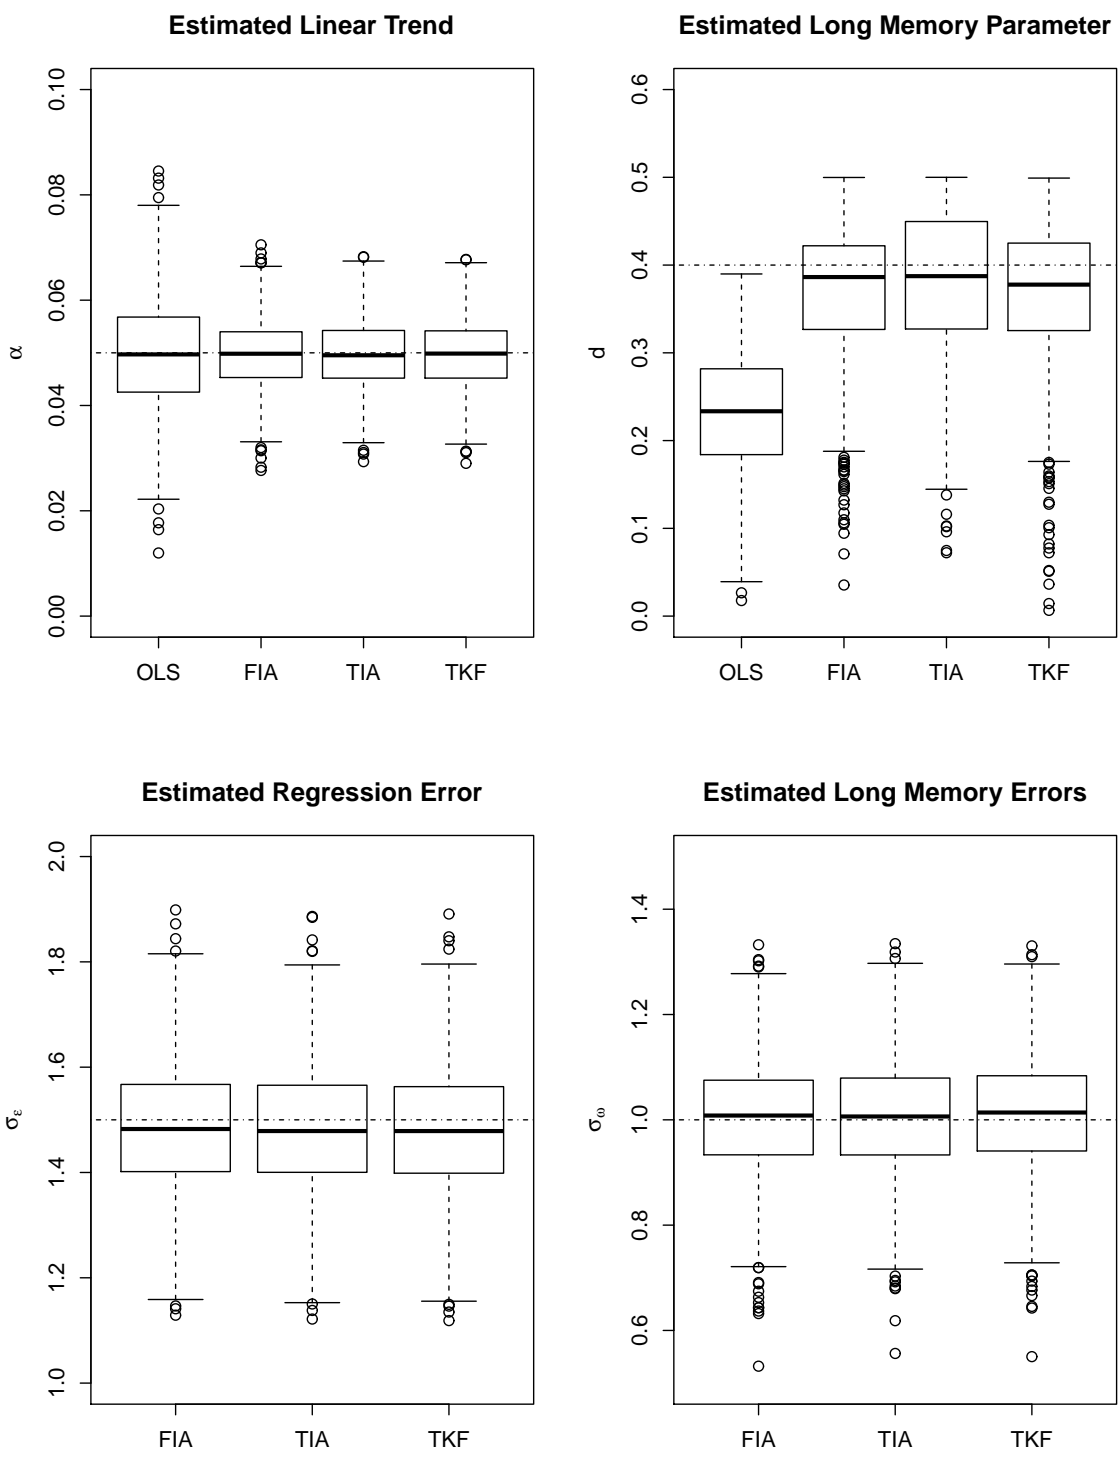 Estimated Linear Trend
α
0.10
0.08
0.06
0.04
0.02
0.00
OLS FIA TIA TKF
Estimated Long Memory Parameter
d
0.6
0.5
0.4
0.3
0.2
0.1
0.0
OLS FIA TIA TKF
Estimated Regression Error
σε
2.0
1.8
1.6
1.4
1.2
1.0
FIA TIA TKF
Estimated Long Memory Errors
σω
1.4
1.2
1.0
0.8
0.6
FIA TIA TKF